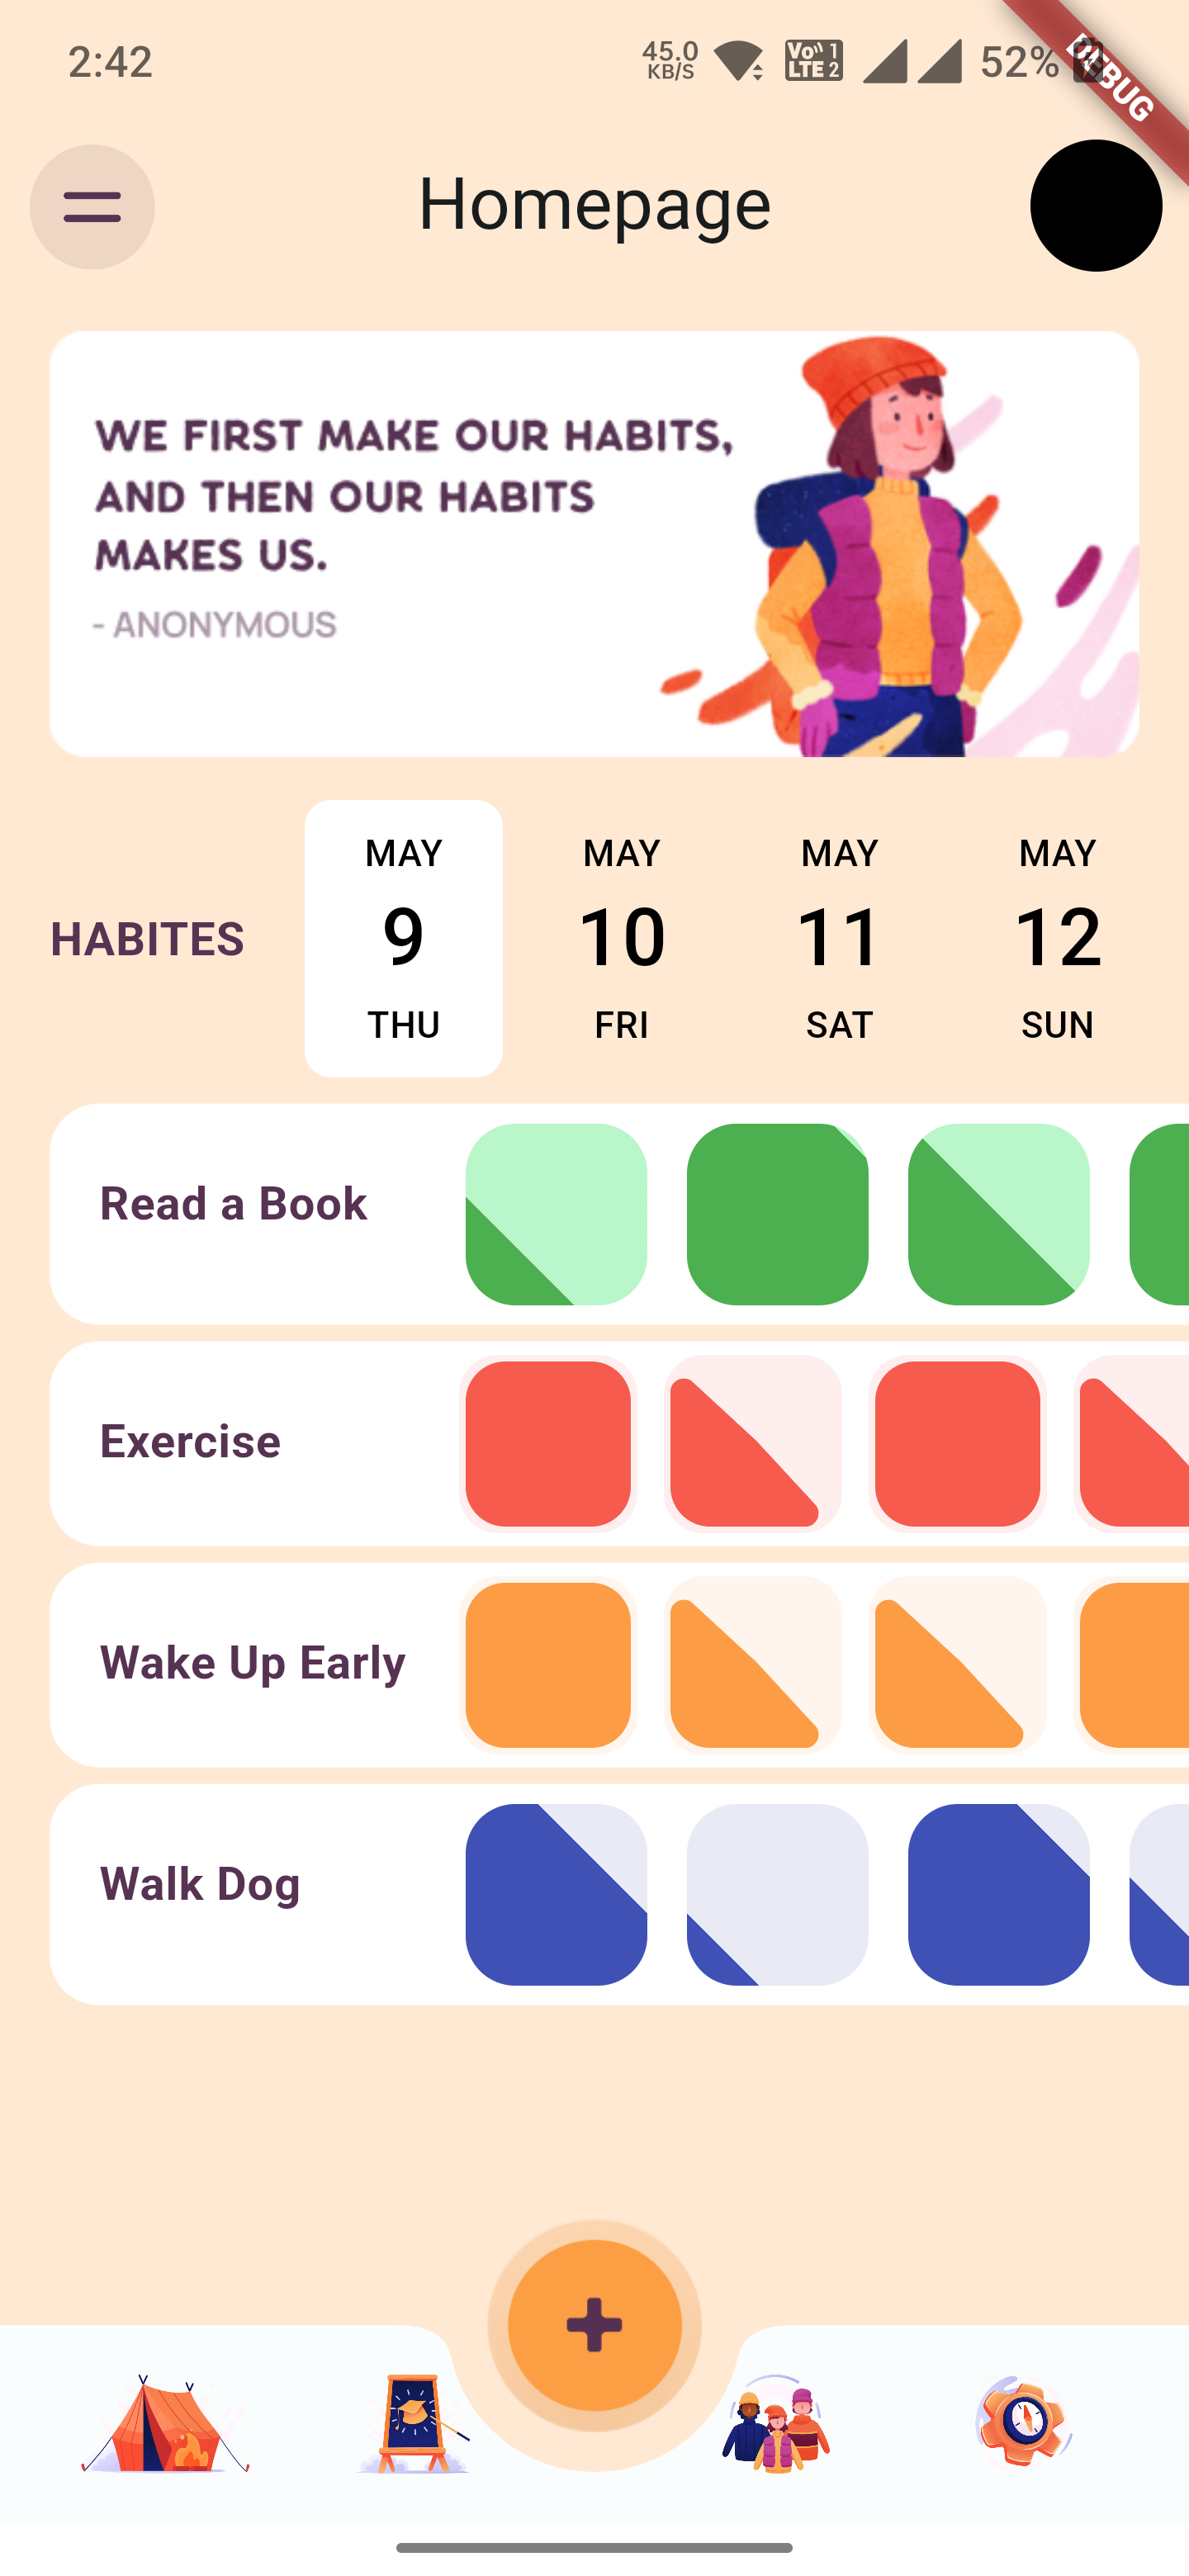 2:42
45.0
KB/S
Vo)) 1
LTE 2
52%
DEBUG
Homepage
WE FIRST MAKE OUR HABITS,
AND THEN OUR HABITS
MAKES US.
- ANONYMOUS
HABITES
MAY
9
THU
MAY
10
FRI
MAY
11
SAT
MAY
12
SUN
Read a Book
Exercise
Wake Up Early
Walk Dog